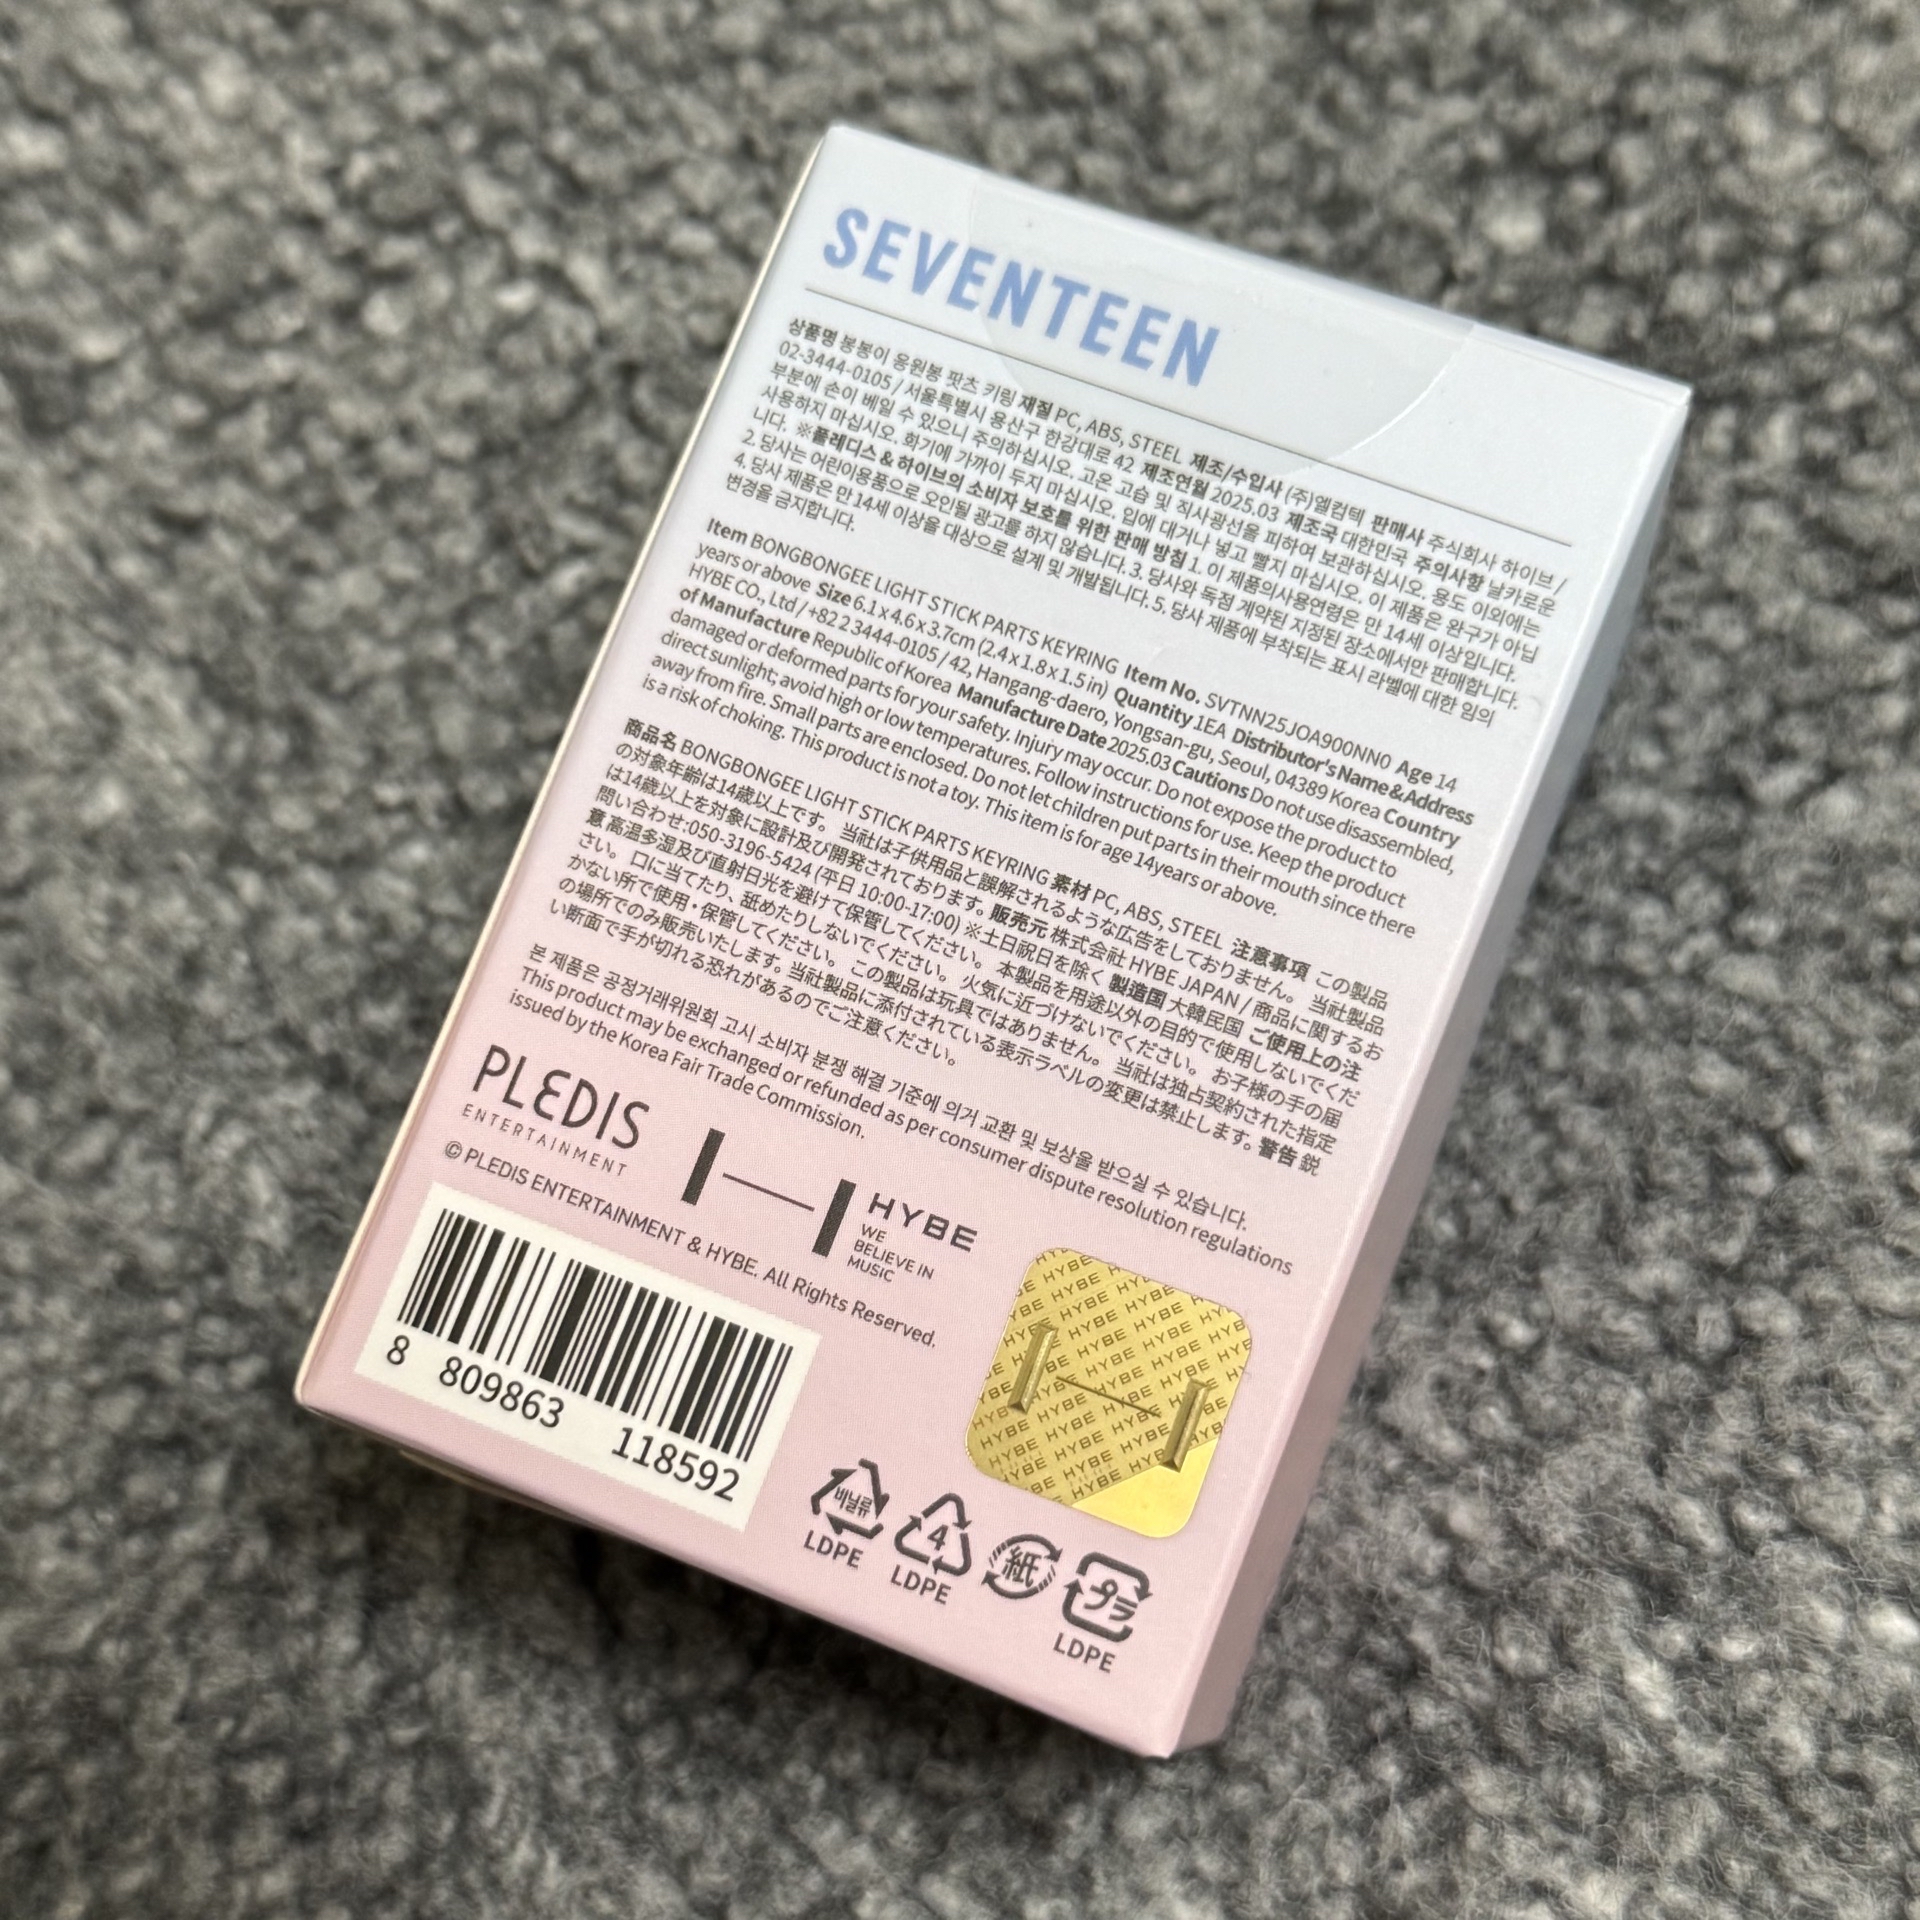 SEVENTEEN
상품명 봉봉이 응원봉 팟츠 키링 재질 PC, ABS, STEEL 제조/수입사 (주)엘컴텍 판매사 주식회사 하이브 /
02-3444-0105 / 서울특별시 용산구 한강대로 42 제조연월 2025.03 제조국 대한민국 주의사항 날카로운
부분에 손이 베일 수 있으니 주의하십시오. 고온 고습 및 직사광선을 피하여 보관하십시오. 용도 이외에는
사용하지 마십시오. 화기에 가까이 두지 마십시오. 입에 대거나 넣고 빨지 마십시오. 이 제품은 완구가 아닙
니다. ※플레디스 & 하이브의 소비자 보호를 위한 판매 방침 1. 이 제품의사용연령은 만 14세 이상입니다.
2. 당사는 어린이용품으로 오인될 광고를 하지 않습니다. 3. 당사와 독점 계약된 지정된 장소에서만 판매합니다.
4. 당사 제품은 만14세 이상을 대상으로 설계 및 개발됩니다. 5. 당사 제품에 부착되는 표시 라벨에 대한 임의
변경을 금지합니다.
Item BONGBONGEE LIGHT STICK PARTS KEYRING Item No. SVTNN25JOA900NN0 Age 14
years or above Size 6.1 x 4.6 x 3.7cm (2.4 x 1.8 x 1.5 in) Quantity 1EA Distributor's Name&Address
HYBE CO., Ltd / +82 2 3444-0105 / 42, Hangang-daero, Yongsan-gu, Seoul, 04389 Korea Country
of Manufacture Republic of Korea Manufacture Date 2025.03 Cautions Do not use disassembled,
damaged or deformed parts for your safety. Injury may occur. Do not expose the product to
direct sunlight; avoid high or low temperatures. Follow instructions for use. Keep the product
away from fire. Small parts are enclosed. Do not let children put parts in their mouth since there
is a risk of choking. This product is not a toy. This item is for age 14years or above.
商品名 BONGBONGEE LIGHT STICK PARTS KEYRING 素材 PC, ABS, STEEL 注意事項 この製品
の対象年齢は14歳以上です。 当社は子供用品と誤解されるような広告をしておりません。 当社製品
は14歳以上を対象に設計及び開発されております。 販売元 株式会社 HYBE JAPAN / 商品に関するお
問い合わせ:050-3196-5424 (平日 10:00-17:00) ※土日祝日を除く 製造国 大韓民国 ご使用上の注
意 高温多湿及び直射日光を避けて保管してください。 本製品を用途以外の目的で使用しないでくだ
さい。 口に当てたり、舐めたりしないでください。 火気に近づけないでください。 お子様の手の届
かない所で使用・保管してください。 この製品は玩具ではありません。 当社は独占契約された指定
の場所でのみ販売いたします。 当社製品に添付されている表示ラベルの変更は禁止します。 警告 鋭
い断面で手が切れる恐れがあるのでご注意ください。
본 제품은 공정거래위원회 고시 소비자 분쟁 해결 기준에 의거 교환 및 보상을 받으실 수 있습니다.
This product may be exchanged or refunded as per consumer dispute resolution regulations
issued by the Korea Fair Trade Commission.
PLEDIS
ENTERTAINMENT
HYBE
WE
BELIEVE IN
MUSIC
© PLEDIS ENTERTAINMENT & HYBE. All Rights Reserved.
8 809863 118592
HYBE HYBE HYBE
비닐류
LDPE
4
LDPE
紙
プラ
LDPE